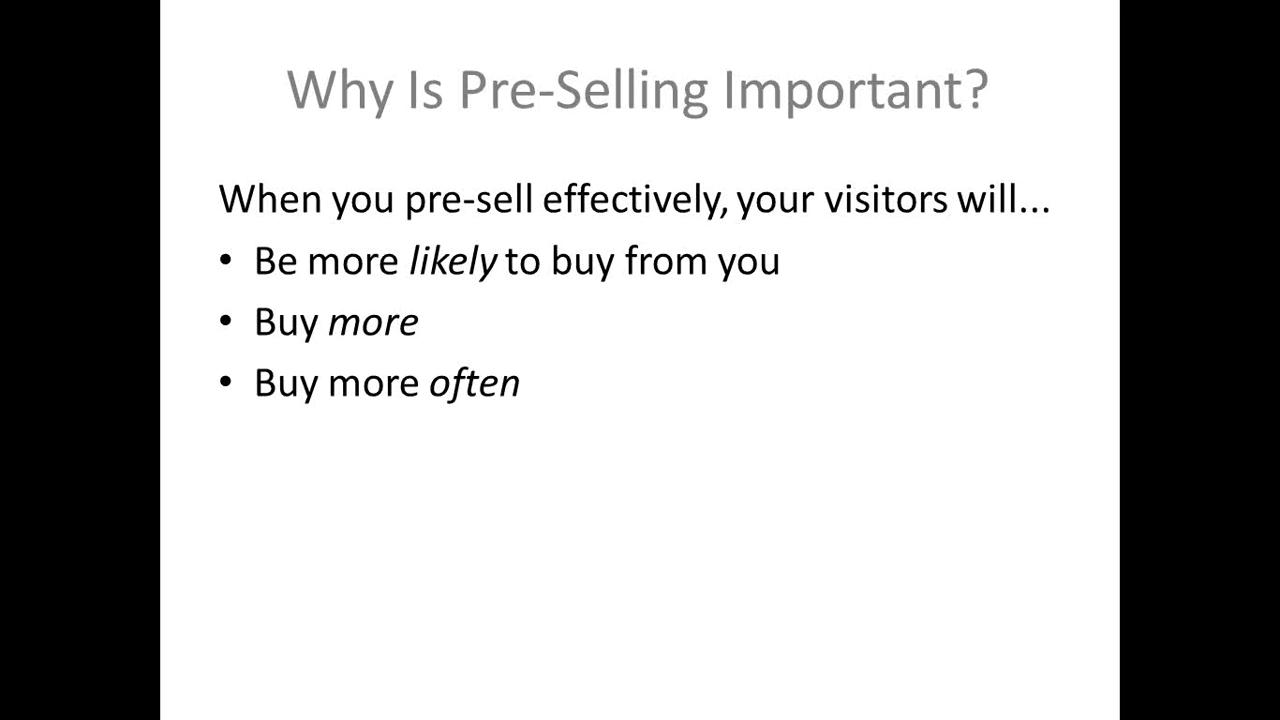 Why Is Pre-Selling Important?
When you pre-sell effectively, your visitors will...
• Be more likely to buy from you
• Buy more
• Buy more often